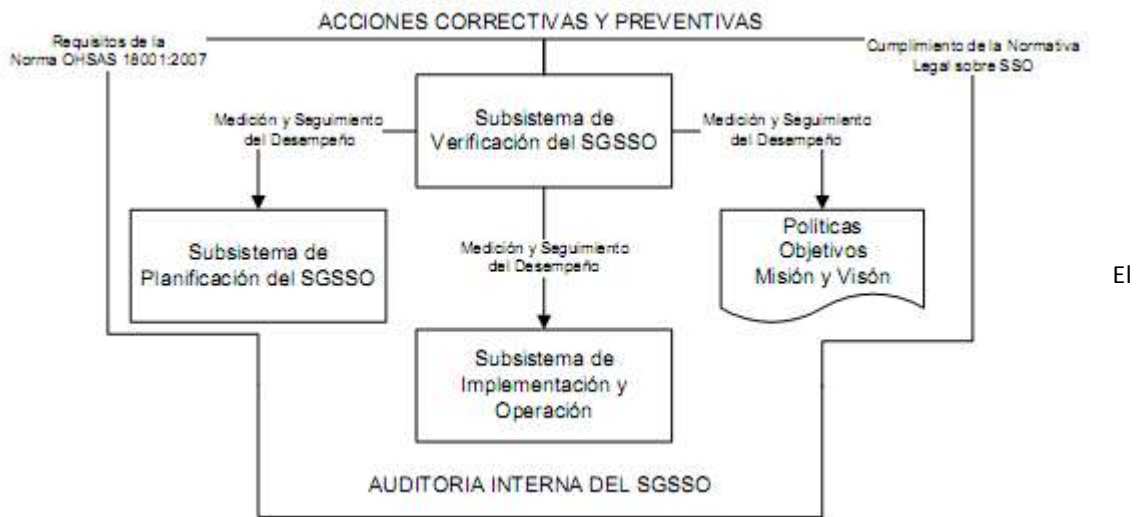 ACCIONES CORRECTIVAS Y PREVENTIVAS
Requisitos de la
Norma OHSAS 18001:2007
Cumplimiento de la Normativa
Legal sobre SSO
Medición y Seguimiento
del Desempeño
Subsistema de
Verificación del SGSSO
Medición y Seguimiento
del Desempeño
Subsistema de
Planificación del SGSSO
Medición y Seguimiento
del Desempeño
Políticas
Objetivos
Misión y Visón
El
Subsistema de
Implementación y
Operación
AUDITORIA INTERNA DEL SGSSO